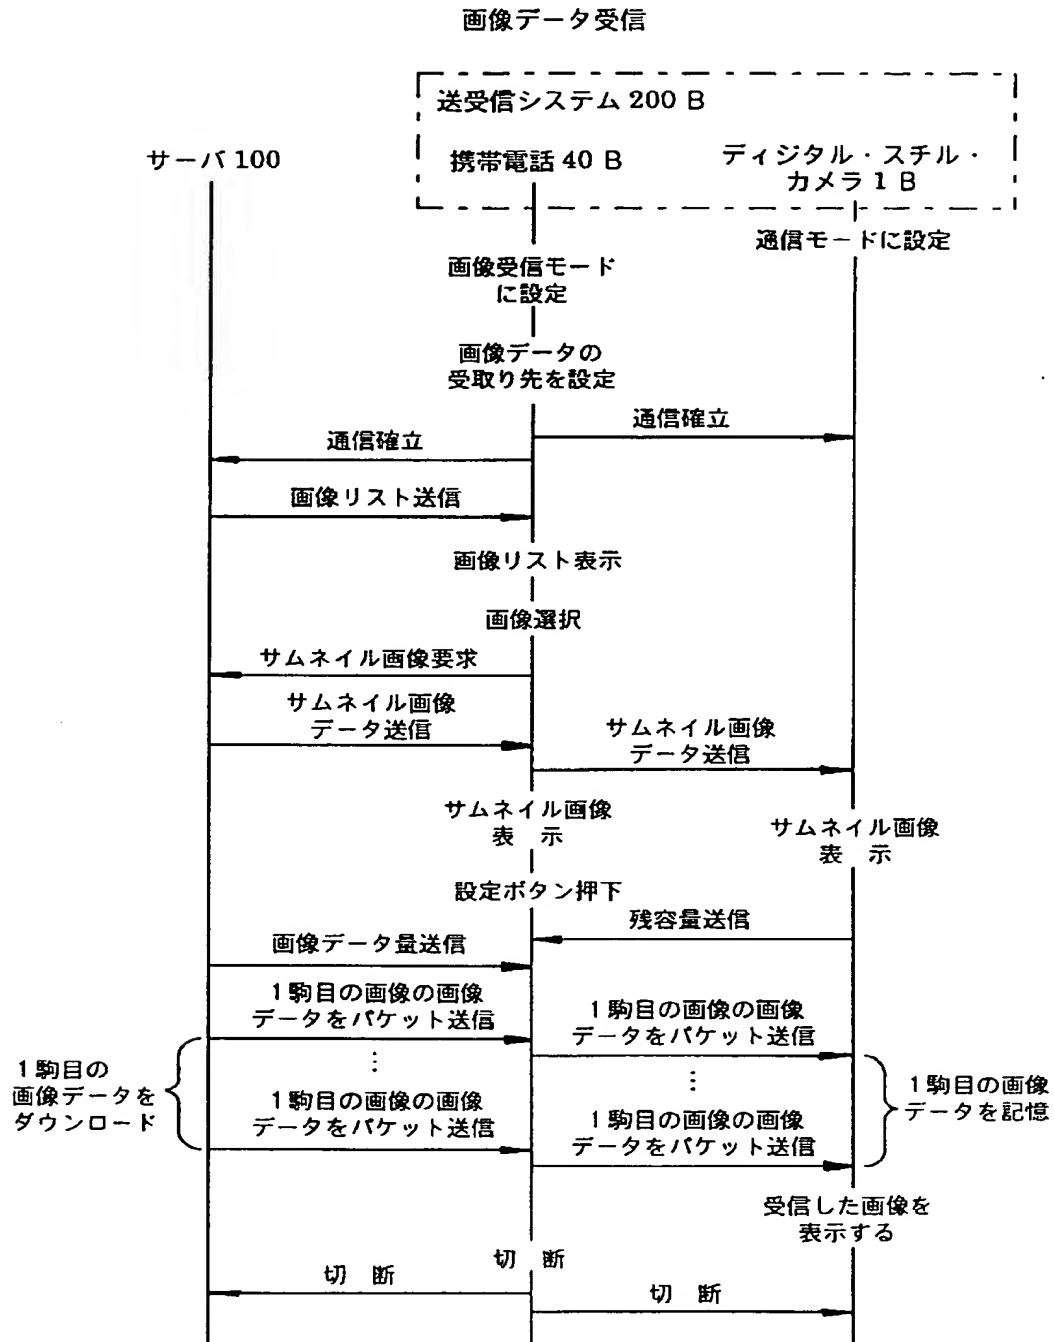 画像データ受信
送受信システム 200 B
サーバ 100
携帯電話 40 B
ディジタル・スチル・
カメラ 1 B
通信モードに設定
画像受信モード
に設定
画像データの
受取り先を設定
通信確立
通信確立
画像リスト送信
画像リスト表示
画像選択
サムネイル画像要求
サムネイル画像
データ送信
サムネイル画像
データ送信
サムネイル画像
表 示
サムネイル画像
表 示
設定ボタン押下
残容量送信
画像データ量送信
1駒目の画像の画像
データをパケット送信
1駒目の画像の画像
データをパケット送信
⋮
⋮
1駒目の
画像データを
ダウンロード
1駒目の画像の画像
データをパケット送信
1駒目の画像の画像
データをパケット送信
1駒目の画像
データを記憶
受信した画像を
表示する
切 断
切 断
切 断